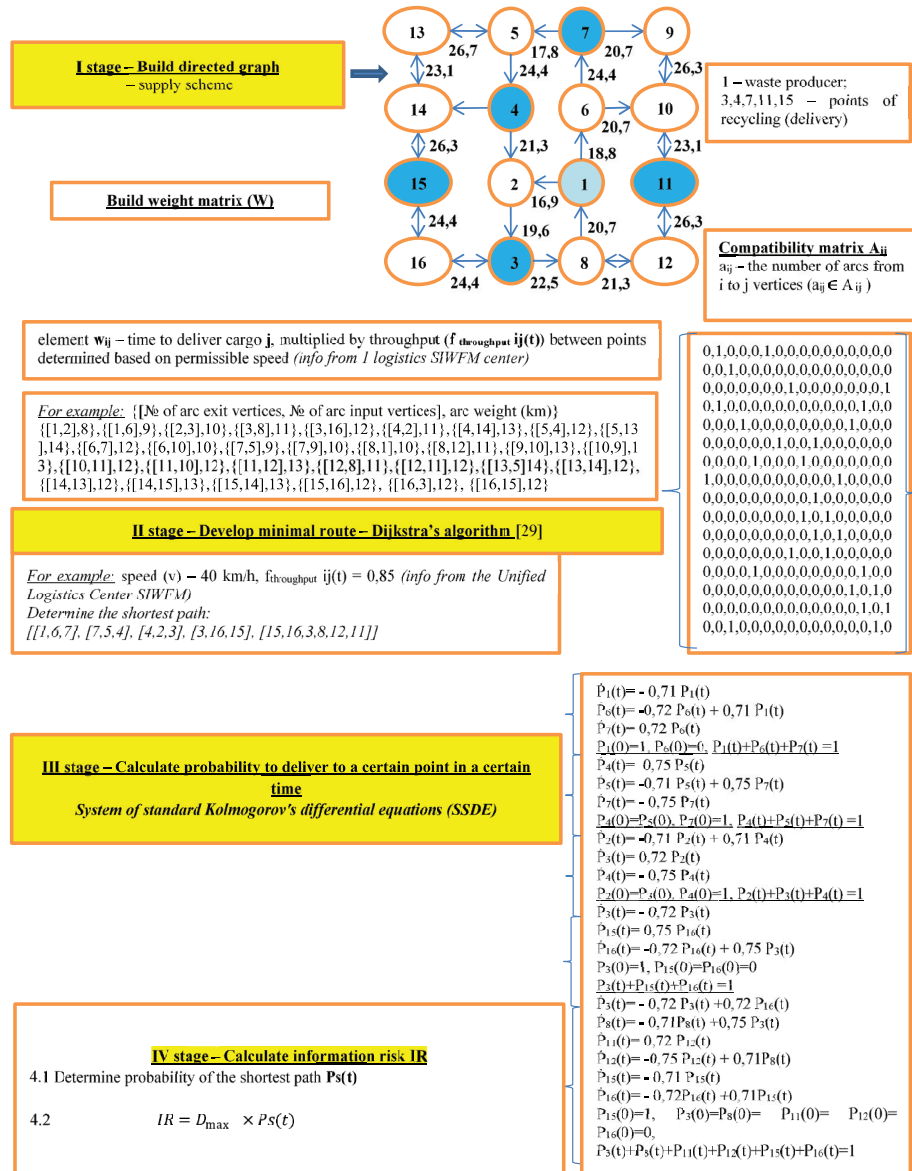 13 5 7 9
26,7 17,8 20,7
I stage – Build directed graph
– supply scheme
23,1 24,4 24,4 26,3
14 4 6 10
1 – waste producer;
3,4,7,11,15 – points of
recycling (delivery)
20,7
26,3 21,3 18,8 23,1
15 2 1 11
Build weight matrix (W)
16,9
24,4 19,6 20,7 26,3
16 3 8 12
24,4 22,5 21,3
Compatibility matrix Aij
aij – the number of arcs from
i to j vertices (aij ∈ Aij )
element wij – time to deliver cargo j, multiplied by throughput (f throughput ij(t)) between points
determined based on permissible speed (info from 1 logistics SIWFM center)
For example: {[№ of arc exit vertices, № of arc input vertices], arc weight (km)}
{[1,2],8},{[1,6],9},{[2,3],10},{[3,8],11},{[3,16],12},{[4,2],11},{[4,14],13},{[5,4],12},{[5,13
],14},{[6,7],12},{[6,10],10},{[7,5],9},{[7,9],10},{[8,1],10},{[8,12],11},{[9,10],13},{[10,9],1
3},{[10,11],12},{[11,10],12},{[11,12],13},{[12,8],11},{[12,11],12},{[13,5]14},{[13,14],12},
{[14,13],12},{[14,15],13},{[15,14],13},{[15,16],12}, {[16,3],12}, {[16,15],12}
0,1,0,0,0,1,0,0,0,0,0,0,0,0,0,0
0,0,1,0,0,0,0,0,0,0,0,0,0,0,0,0
0,0,0,0,0,0,0,1,0,0,0,0,0,0,0,1
0,1,0,0,0,0,0,0,0,0,0,0,0,1,0,0
0,0,0,1,0,0,0,0,0,0,0,0,1,0,0,0
0,0,0,0,0,0,1,0,0,1,0,0,0,0,0,0
0,0,0,0,1,0,0,0,1,0,0,0,0,0,0,0
1,0,0,0,0,0,0,0,0,0,0,1,0,0,0,0
0,0,0,0,0,0,0,0,0,1,0,0,0,0,0,0
0,0,0,0,0,0,0,0,1,0,1,0,0,0,0,0
0,0,0,0,0,0,0,0,0,1,0,1,0,0,0,0
0,0,0,0,0,0,0,1,0,0,1,0,0,0,0,0
0,0,0,0,1,0,0,0,0,0,0,0,0,1,0,0
0,0,0,0,0,0,0,0,0,0,0,0,1,0,1,0
0,0,0,0,0,0,0,0,0,0,0,0,0,1,0,1
0,0,1,0,0,0,0,0,0,0,0,0,0,0,1,0
II stage – Develop minimal route – Dijkstra's algorithm [29]
For example: speed (v) – 40 km/h, fthroughput ij(t) = 0,85 (info from the Unified
Logistics Center SIWFM)
Determine the shortest path:
[[1,6,7], [7,5,4], [4,2,3], [3,16,15], [15,16,3,8,12,11]]
III stage – Calculate probability to deliver to a certain point in a certain
time
System of standard Kolmogorov's differential equations (SSDE)
Ṗ1(t)= - 0,71 P1(t)
Ṗ6(t)= -0,72 P6(t) + 0,71 P1(t)
Ṗ7(t)= 0,72 P6(t)
P1(0)=1, P6(0)=0, P1(t)+P6(t)+P7(t) =1
Ṗ4(t)= 0,75 P5(t)
Ṗ5(t)= -0,71 P5(t) + 0,75 P7(t)
Ṗ7(t)= - 0,75 P7(t)
P4(0)=P5(0), P7(0)=1, P4(t)+P5(t)+P7(t) =1
Ṗ2(t)= -0,71 P2(t) + 0,71 P4(t)
Ṗ3(t)= 0,72 P2(t)
Ṗ4(t)= - 0,75 P4(t)
P2(0)=P3(0), P4(0)=1, P2(t)+P3(t)+P4(t) =1
Ṗ3(t)= - 0,72 P3(t)
Ṗ15(t)= 0,75 P16(t)
Ṗ16(t)= -0,72 P16(t) + 0,75 P3(t)
P3(0)=1, P15(0)=P16(0)=0
P3(t)+P15(t)+P16(t) =1
Ṗ3(t)= - 0,72 P3(t) +0,72 P16(t)
Ṗ8(t)= - 0,71P8(t) +0,75 P3(t)
Ṗ11(t)= 0,72 P12(t)
Ṗ12(t)= -0,75 P12(t) + 0,71P8(t)
Ṗ15(t)= - 0,71 P15(t)
Ṗ16(t)= - 0,72P16(t) +0,71P15(t)
P15(0)=1, P3(0)=P8(0)= P11(0)= P12(0)=
P16(0)=0,
P3(t)+P8(t)+P11(t)+P12(t)+P15(t)+P16(t)=1
IV stage – Calculate information risk IR
4.1 Determine probability of the shortest path Ps(t)
4.2 IR = Dmax × Ps(t)